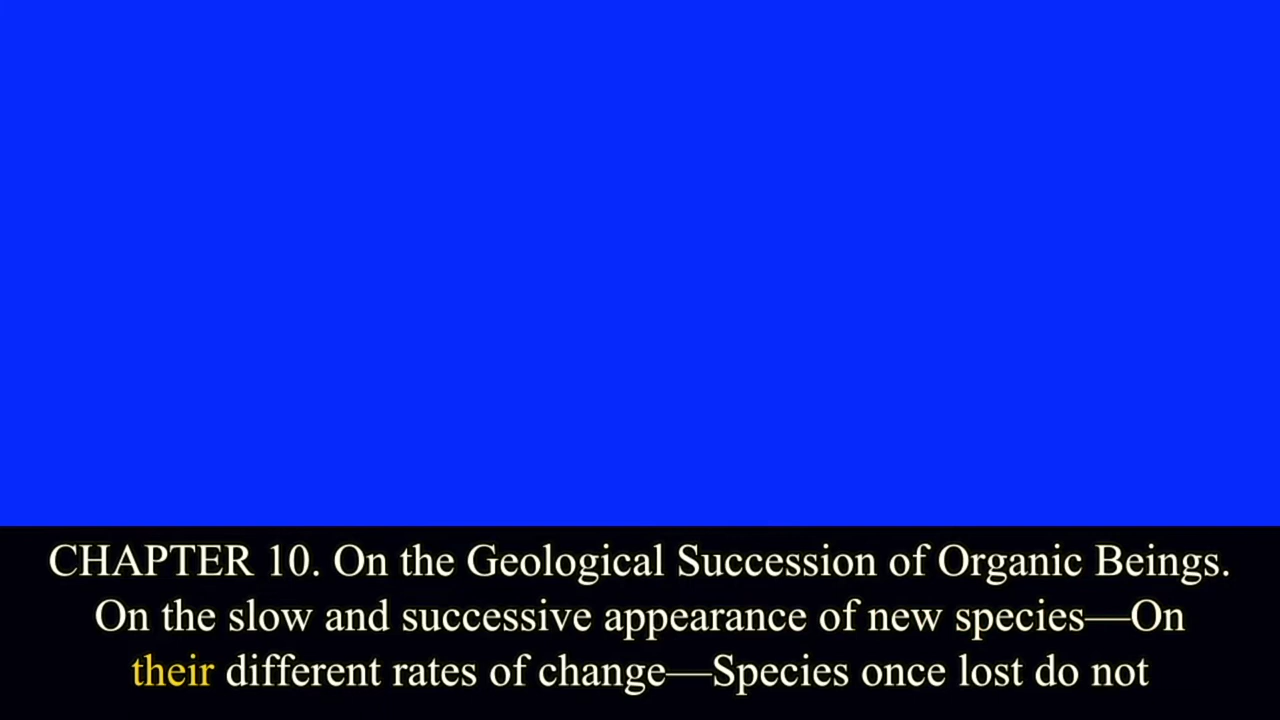 CHAPTER 10. On the Geological Succession of Organic Beings.
On the slow and successive appearance of new species—On
their different rates of change—Species once lost do not